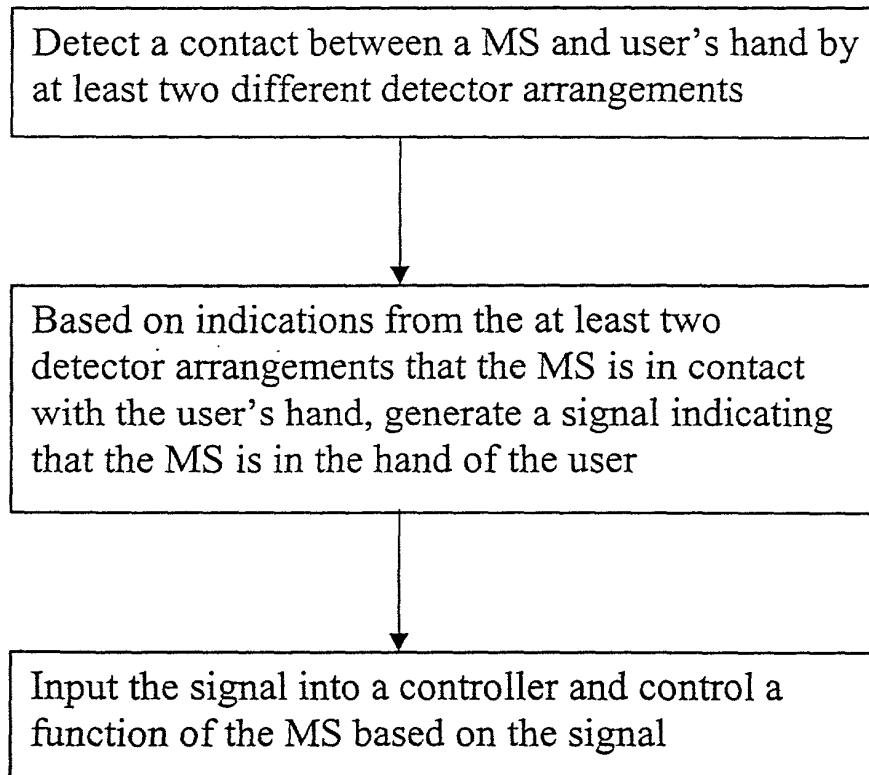 Detect a contact between a MS and user's hand by
at least two different detector arrangements
Based on indications from the at least two
detector arrangements that the MS is in contact
with the user's hand, generate a signal indicating
that the MS is in the hand of the user
Input the signal into a controller and control a
function of the MS based on the signal